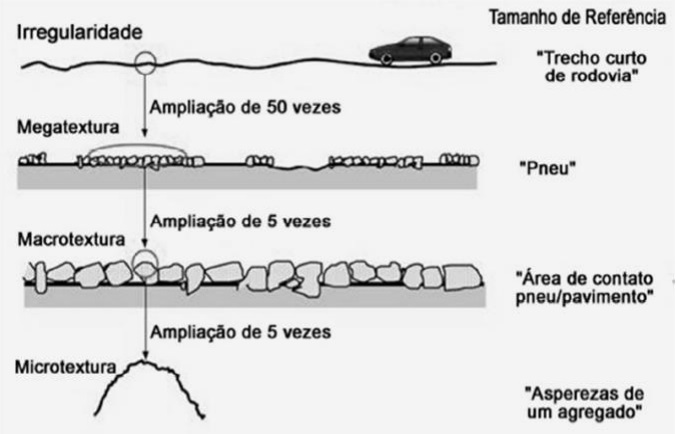 Tamanho de Referência
Irregularidade
"Trecho curto
de rodovia"
Ampliação de 50 vezes
Megatextura
"Pneu"
Ampliação de 5 vezes
Macrotextura
"Área de contato
pneu/pavimento"
Ampliação de 5 vezes
Microtextura
"Asperezas de
um agregado"